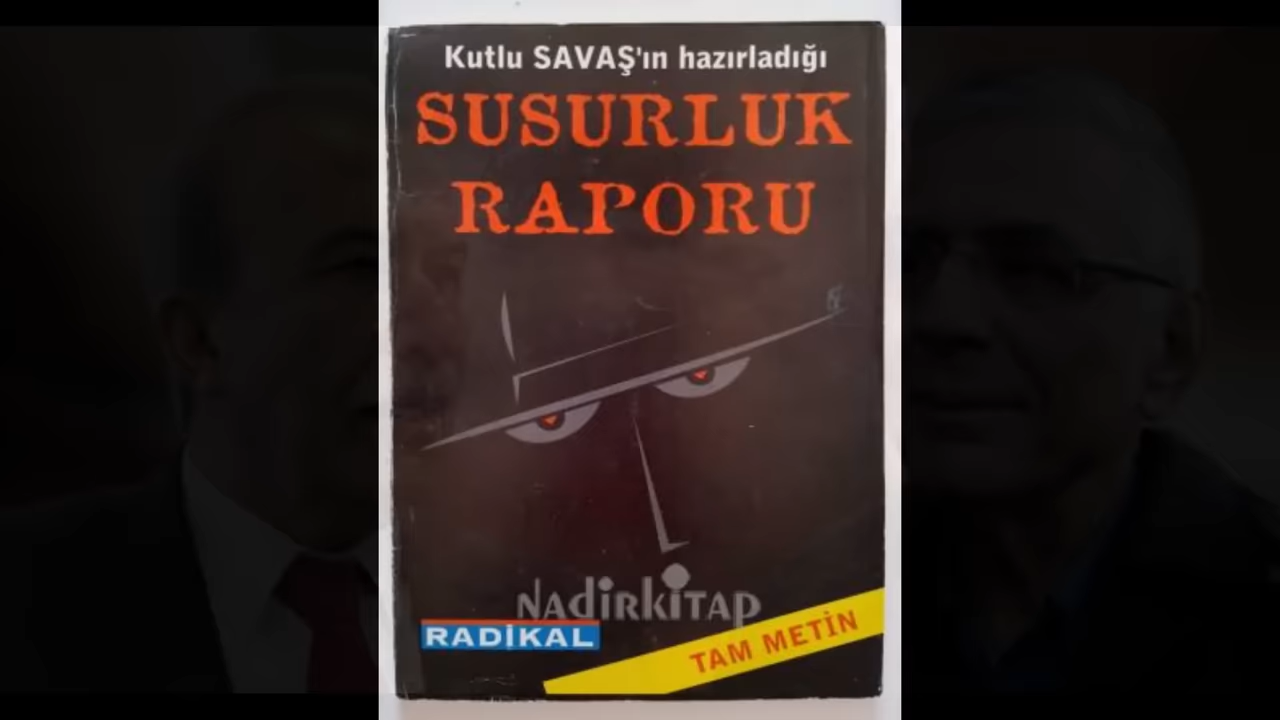 Kutlu SAVAŞ'ın hazırladığı
SUSURLUK
RAPORU
NADİRKİTAP
RADİKAL
TAM METİN